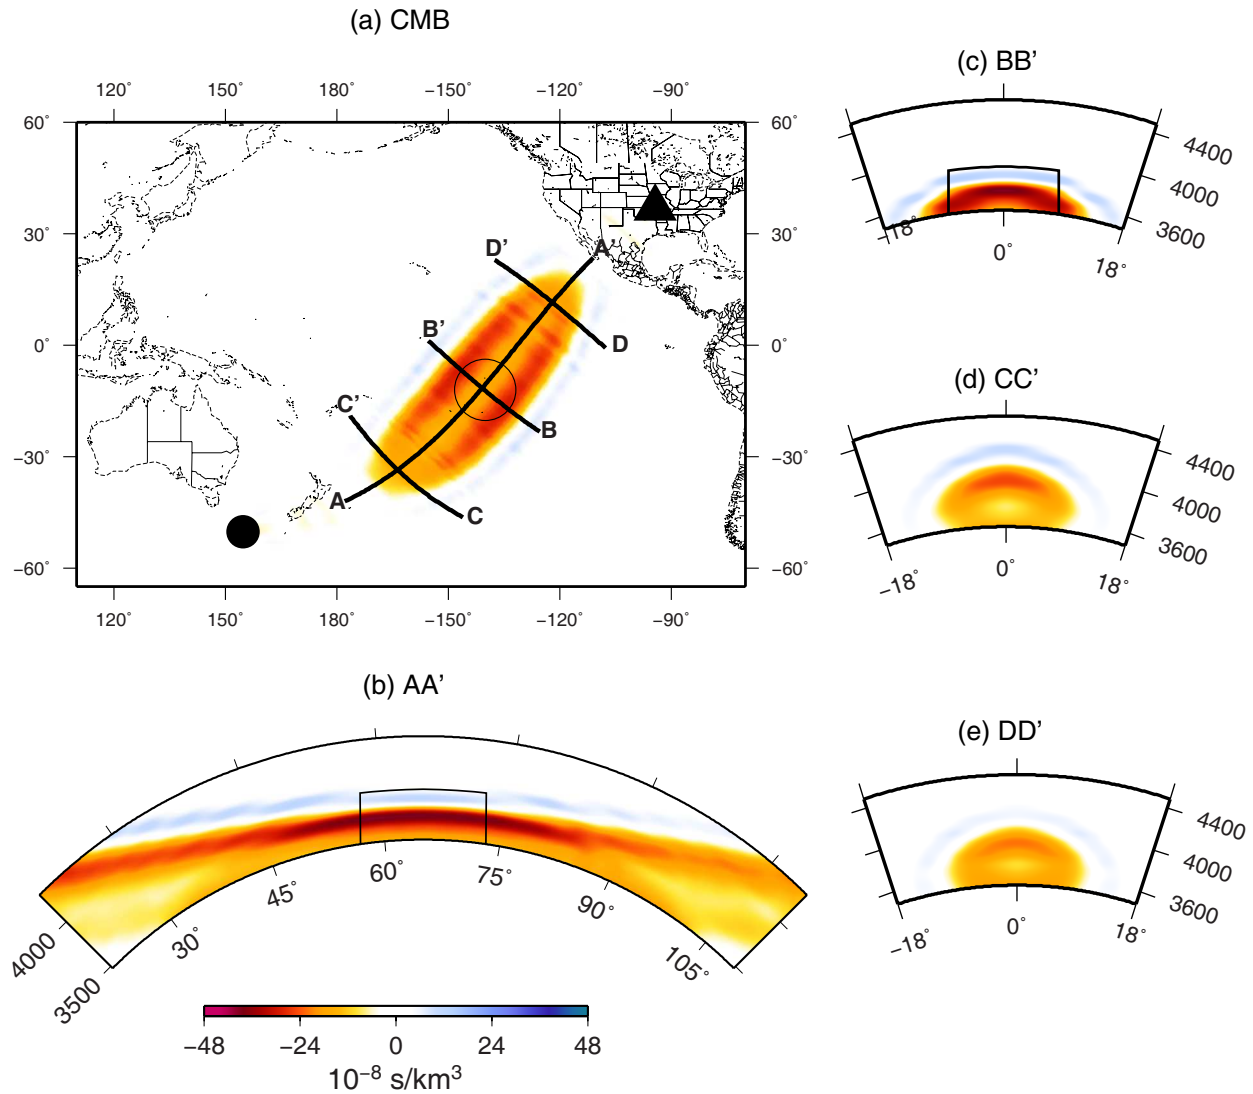 (a) CMB
120° 150° 180° −150° −120° −90°
60° 60°
30° 30°
0° 0°
−30° −30°
−60° −60°
D' A'
B'
D
C'
B
A
C
120° 150° 180° −150° −120° −90°
(b) AA'
4000
3500
30° 45° 60° 75° 90° 105°
−48 −24 0 24 48
10⁻⁸ s/km³
(c) BB'
4400
4000
3600
−18° 0° 18°
(d) CC'
4400
4000
3600
−18° 0° 18°
(e) DD'
4400
4000
3600
−18° 0° 18°